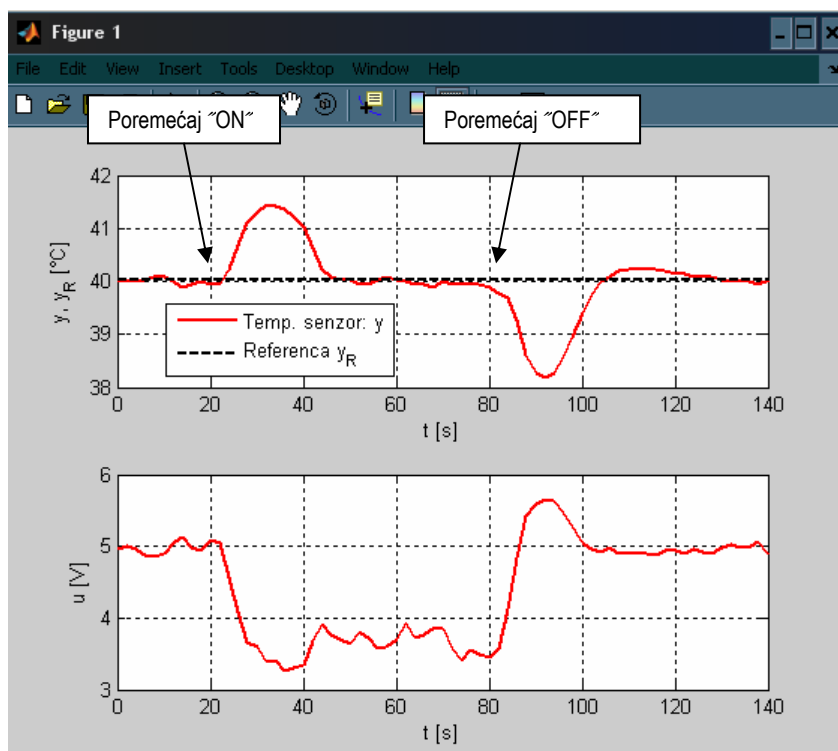 Figure 1
File Edit View Insert Tools Desktop Window Help
Poremećaj ˝ON˝
Poremećaj ˝OFF˝
42
41
40
39
38
y, y_R [°C]
Temp. senzor: y
Referenca y_R
0 20 40 60 80 100 120 140
t [s]
6
5
4
3
u [V]
0 20 40 60 80 100 120 140
t [s]